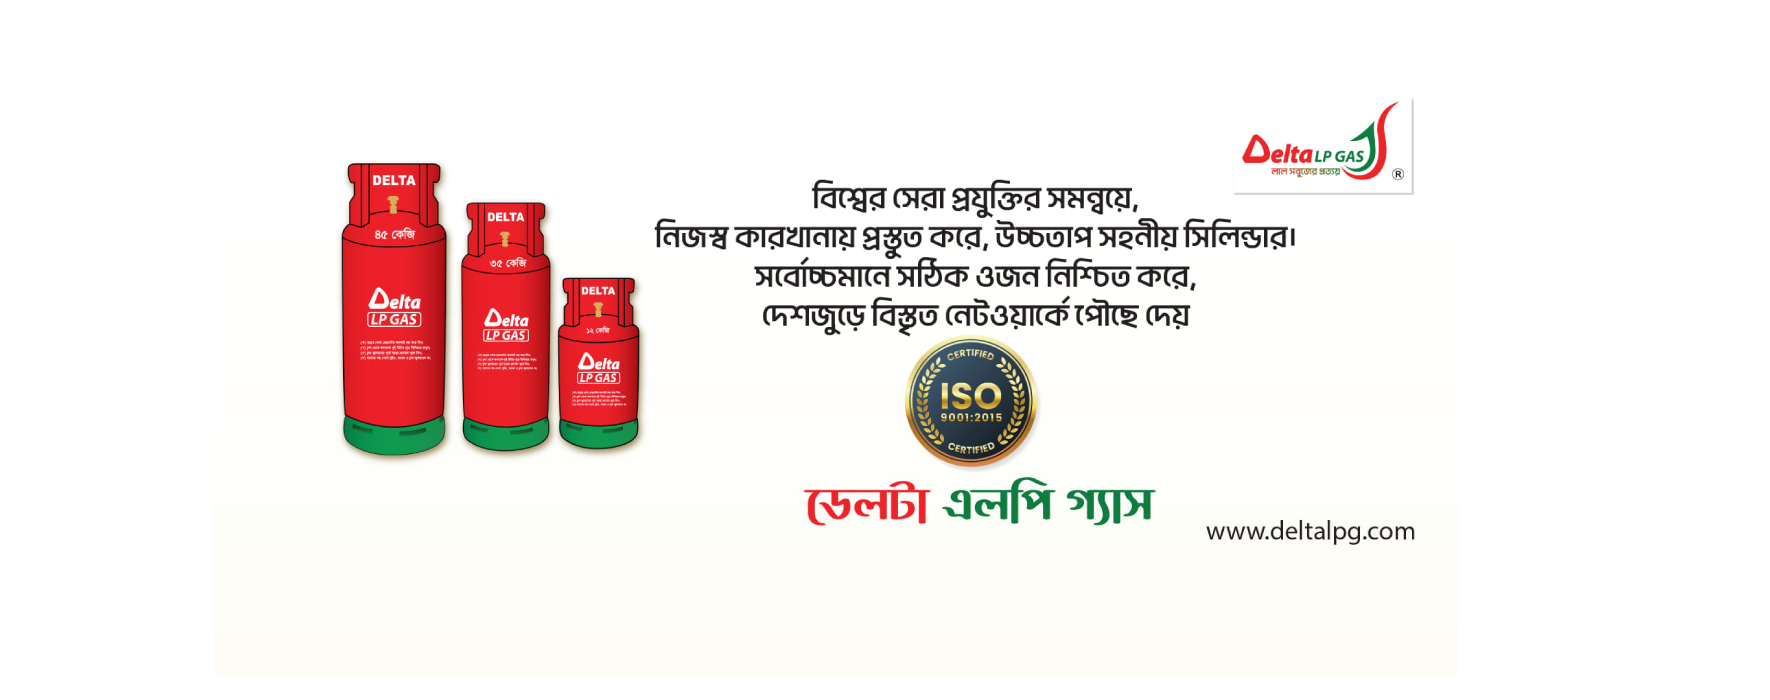 DELTA
৪৫ কেজি
Delta
LP GAS
DELTA
৩৫ কেজি
Delta
LP GAS
DELTA
১২ কেজি
Delta
LP GAS
Delta LP GAS
লাল সবুজের প্রত্যয়
®
বিশ্বের সেরা প্রযুক্তির সমন্বয়ে,
নিজস্ব কারখানায় প্রস্তুত করে, উচ্চতাপ সহনীয় সিলিন্ডার।
সর্বোচ্চমানে সঠিক ওজন নিশ্চিত করে,
দেশজুড়ে বিস্তৃত নেটওয়ার্কে পৌছে দেয়
CERTIFIED
ISO
9001:2015
CERTIFIED
ডেলটা এলপি গ্যাস
www.deltalpg.com